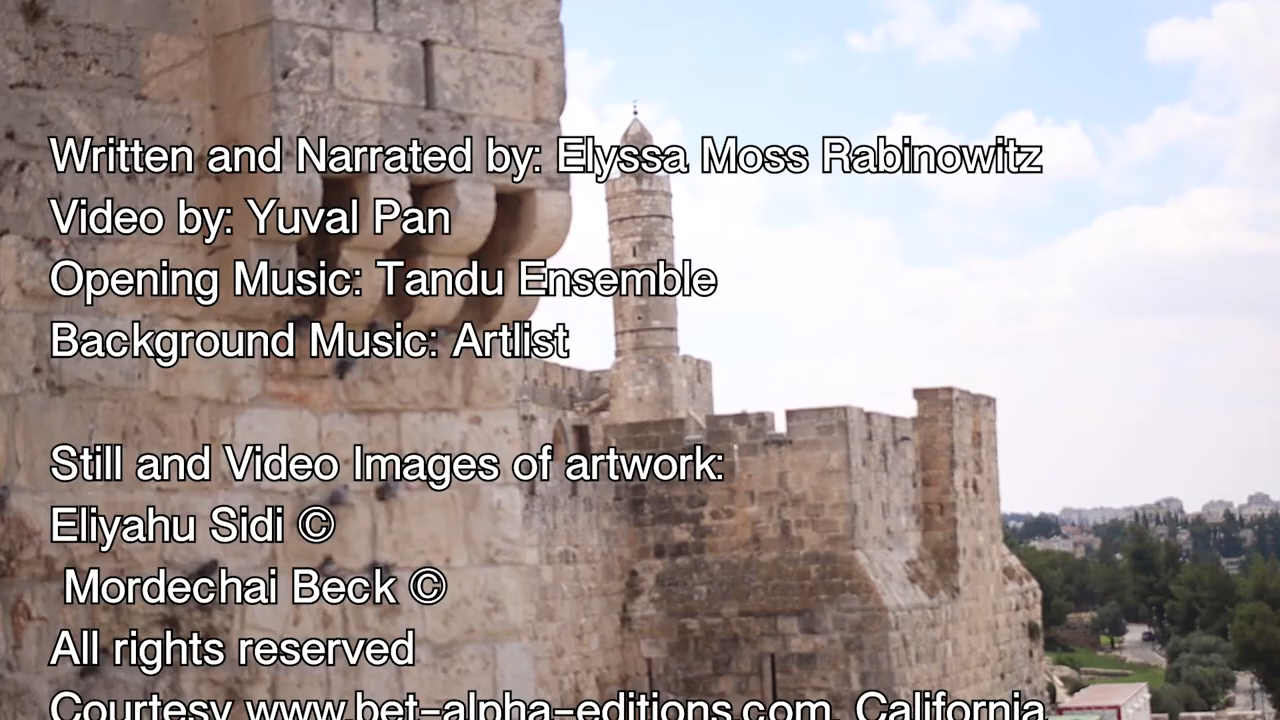 Written and Narrated by: Elyssa Moss Rabinowitz
Video by: Yuval Pan
Opening Music: Tandu Ensemble
Background Music: Artlist
Still and Video Images of artwork:
Eliyahu Sidi ©
Mordechai Beck ©
All rights reserved
Courtesy www.bet-alpha-editions.com, California